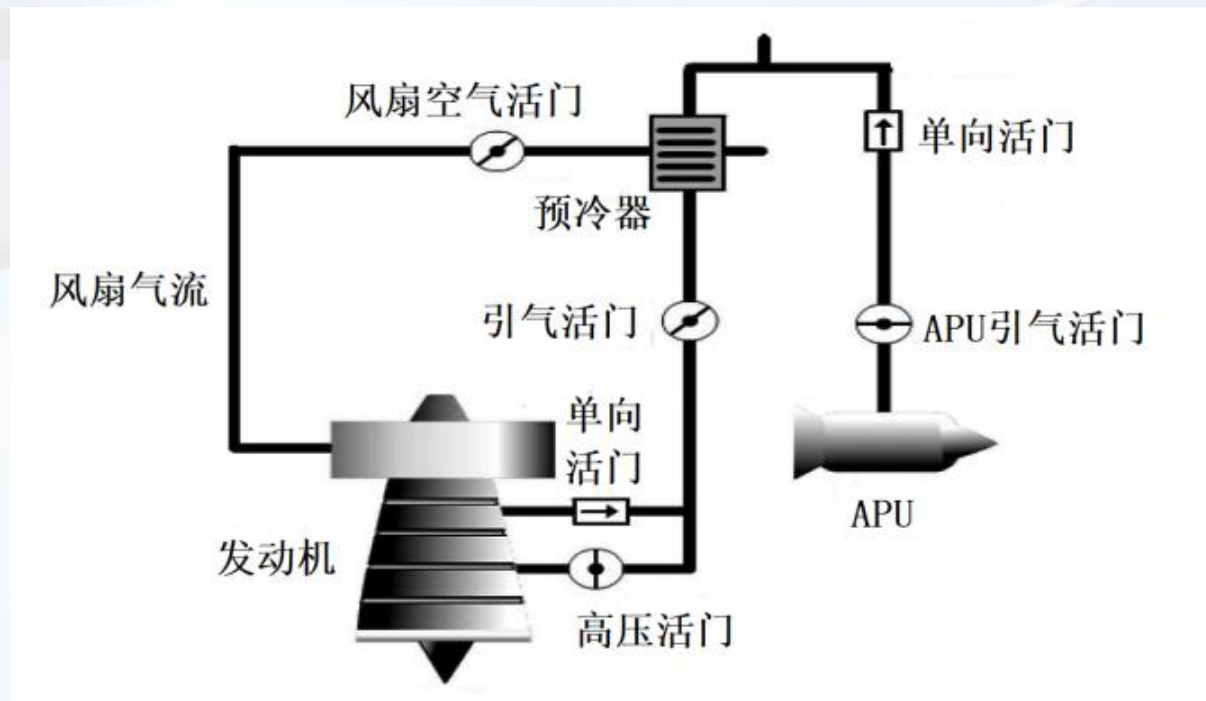 风扇空气活门
单向活门
预冷器
风扇气流
引气活门
APU引气活门
单向
活门
APU
发动机
高压活门